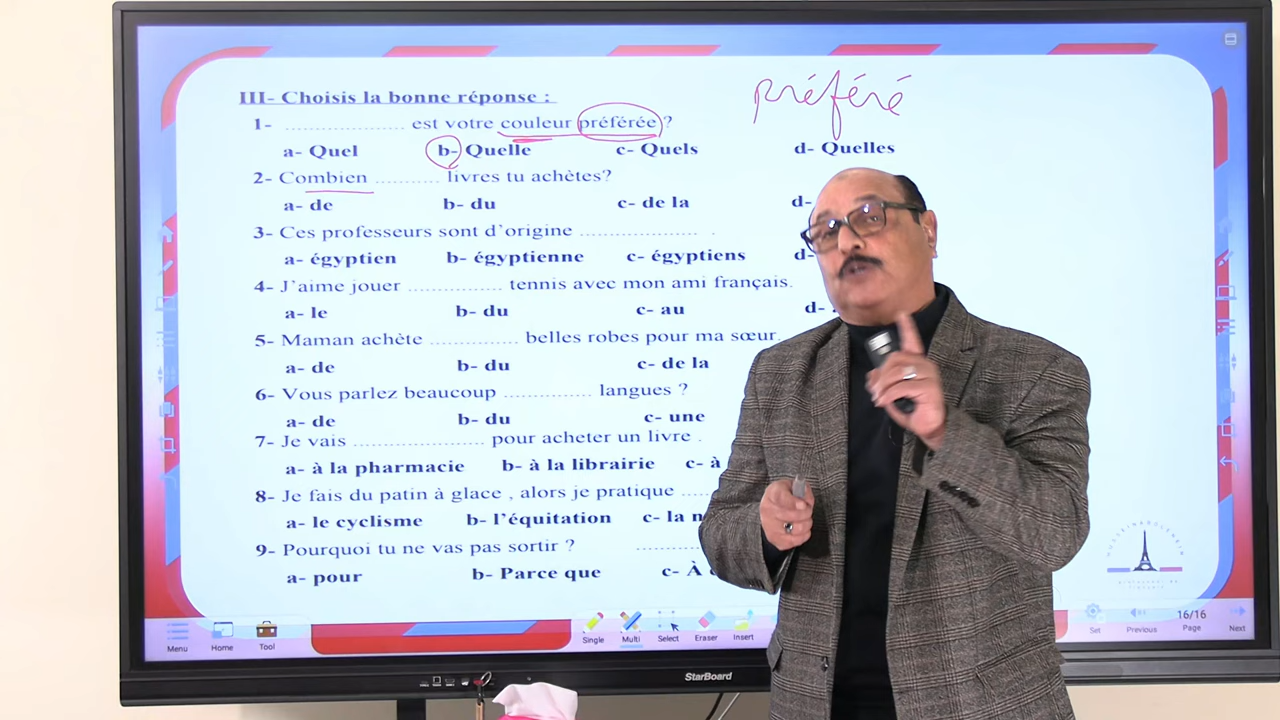 III- Choisis la bonne réponse :
préféré
1- .................... est votre couleur préférée ?
a- Quel b- Quelle c- Quels d- Quelles
2- Combien ........... livres tu achètes?
a- de b- du c- de la d-
3- Ces professeurs sont d'origine .................... .
a- égyptien b- égyptienne c- égyptiens d-
4- J'aime jouer ................ tennis avec mon ami français.
a- le b- du c- au d-
5- Maman achète ............... belles robes pour ma sœur.
a- de b- du c- de la
6- Vous parlez beaucoup ............... langues ?
a- de b- du c- une
7- Je vais ...................... pour acheter un livre .
a- à la pharmacie b- à la librairie c- à
8- Je fais du patin à glace , alors je pratique .....
a- le cyclisme b- l'équitation c- la
9- Pourquoi tu ne vas pas sortir ? ...........
a- pour b- Parce que c- À
Menu Home Tool Single Multi Select Eraser Insert Set Previous 16/16 Page Next
StarBoard